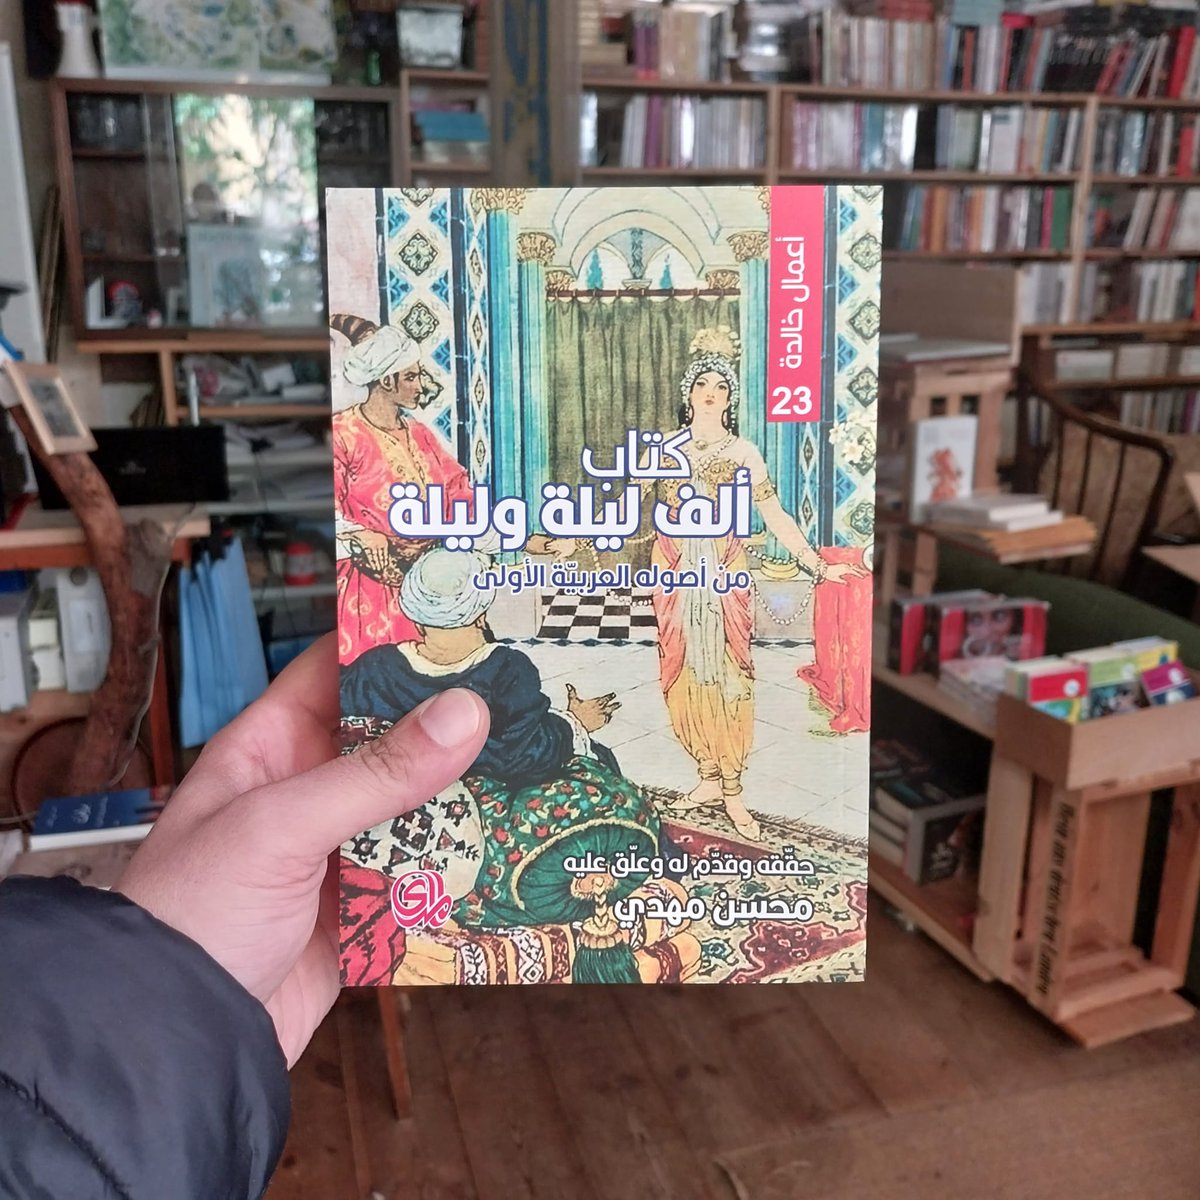 أعمال خالدة
23
كتاب
ألف ليلة وليلة
من أصوله العربيّة الأولى
حقّقه وقدّم له وعلّق عليه
محسن مهدي